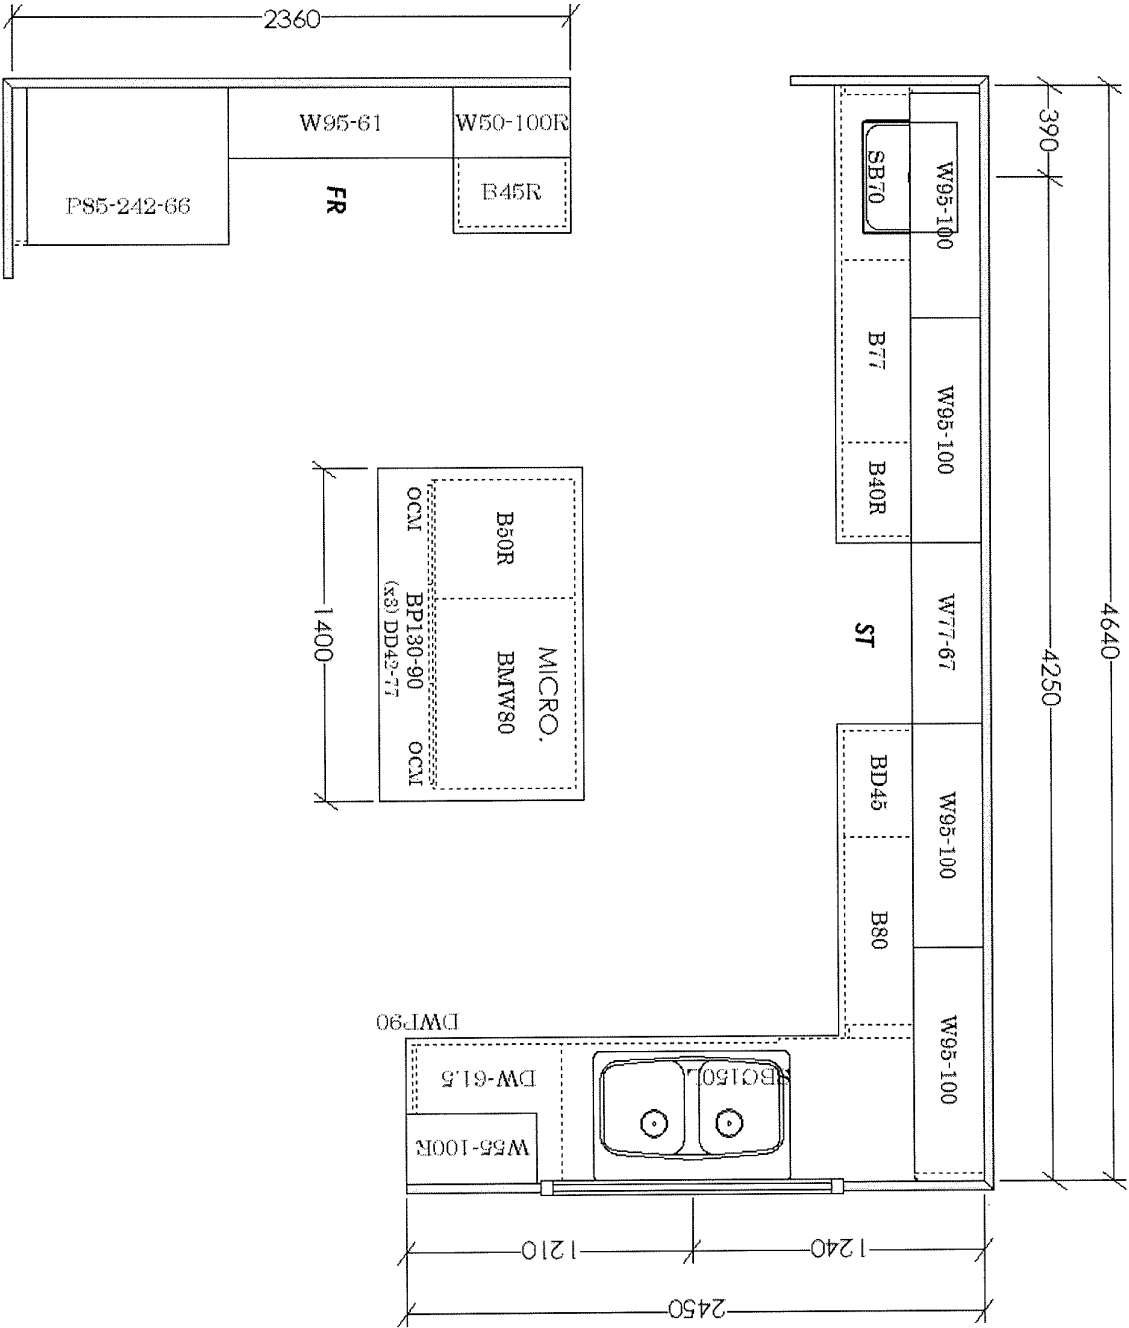 2360
W95-61
W50-100R
B45R
P85-242-66
FR
390
SB70
W95-100
B77
W95-100
B40R
W77-67
ST
4640
4250
OCM
B50R
BP130-90
(x3) DD42-77
MICRO.
BMW80
OCM
1400
BD45
W95-100
B80
W95-100
DWP90
DW-61.5
SBC150L
W55-100R
1210
1240
2450